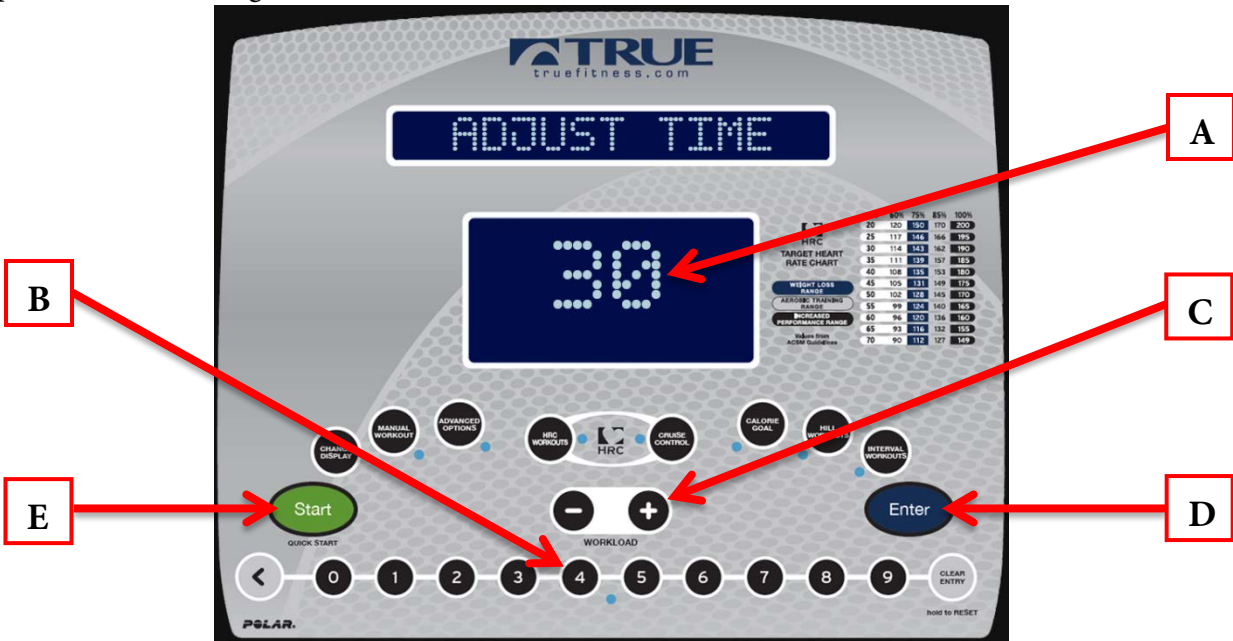 TRUE
truefitness.com
ADJUST TIME
A
30
HRC
TARGET HEART
RATE CHART
WEIGHT LOSS
RANGE
AEROBIC TRAINING
RANGE
INCREASED
PERFORMANCE RANGE
Values from
ACSM Guidelines
60% 75% 85% 100%
20 120 150 170 200
25 117 146 166 195
30 114 143 162 190
35 111 139 157 185
40 108 135 153 180
45 105 131 149 175
50 102 128 145 170
55 99 124 140 165
60 96 120 136 160
65 93 116 132 155
70 90 112 127 149
B
C
CHANGE
DISPLAY
MANUAL
WORKOUT
ADVANCED
OPTIONS
HRC
WORKOUTS
HRC
CRUISE
CONTROL
CALORIE
GOAL
HILL
WORKOUTS
INTERVAL
WORKOUTS
E
Start
QUICK START
− +
WORKLOAD
Enter
D
< 0 1 2 3 4 5 6 7 8 9
CLEAR
ENTRY
hold to RESET
POLAR.